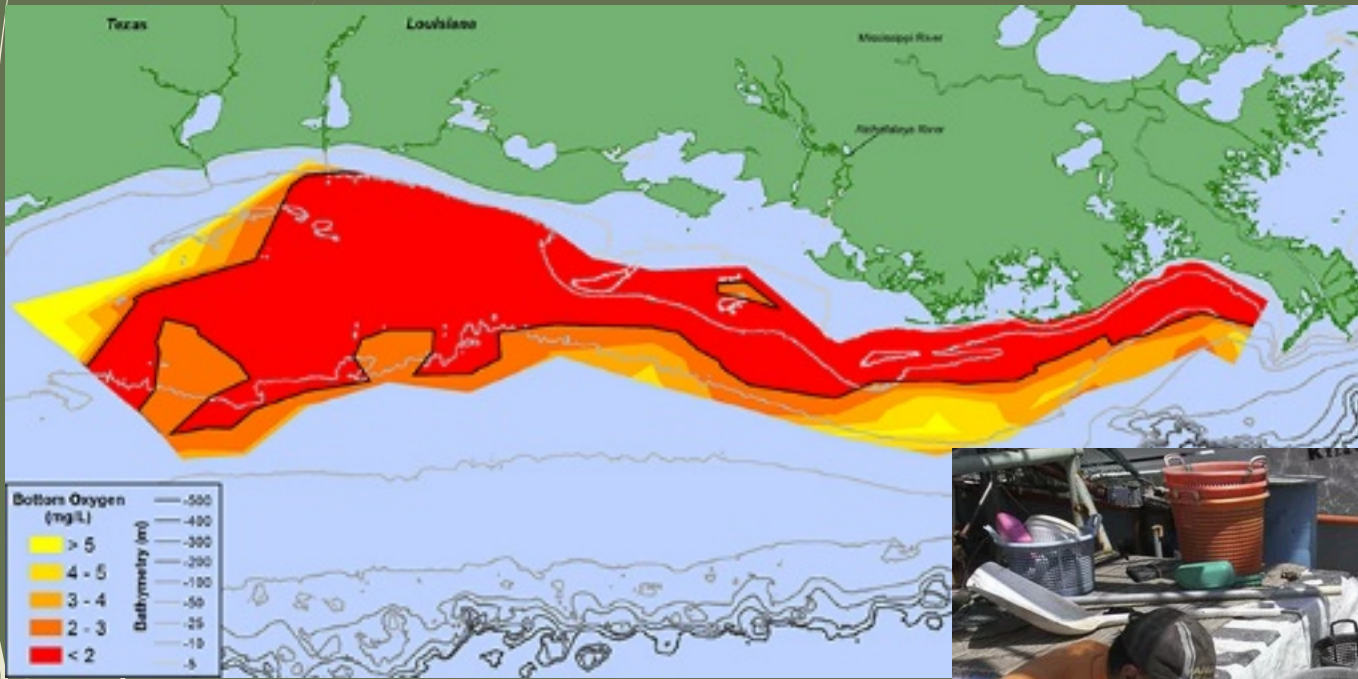 Texas
Louisiana
Mississippi River
Atchafalaya River
Bottom Oxygen
(mg/L)
> 5
4 - 5
3 - 4
2 - 3
< 2
Bathymetry (m)
-500
-400
-300
-200
-100
-50
-25
-10
-5